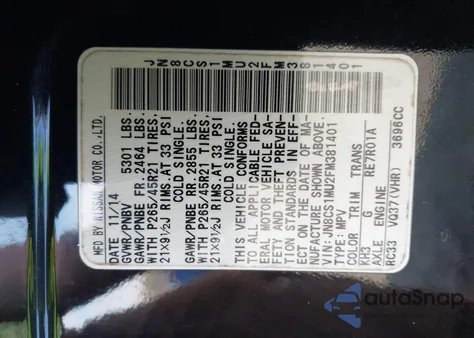 JN8CS1MU2FM381401
MFD BY NISSAN MOTOR CO.,LTD.
DATE: 11/14
GVWR/PNBV 5301 LBS.
GAWR/PNBE FR 2464 LBS.
WITH P265/45R21 TIRES.
21X9½JJ RIMS.AT 33 PSI
COLD SINGLE.
GAWR/PNBE RR 2855 LBS.
WITH P265/45R21 TIRES.
21X9½JJ RIMS.AT 33 PSI
COLD SINGLE.
THIS VEHICLE CONFORMS
TO ALL APPLICABLE FED-
ERAL MOTOR VEHICLE SA-
FETY AND THEFT PREVEN
TION STANDARDS IN EFF-
ECT ON THE DATE OF MA-
NUFACTURE SHOWN ABOVE.
VIN:JN8CS1MU2FM381401
TYPE:MPV
COLOR TRIM TRANS
KH3 G RE7R01A
AXLE ENGINE
RC33 VQ37(VHR) 3696CC
autoSnap